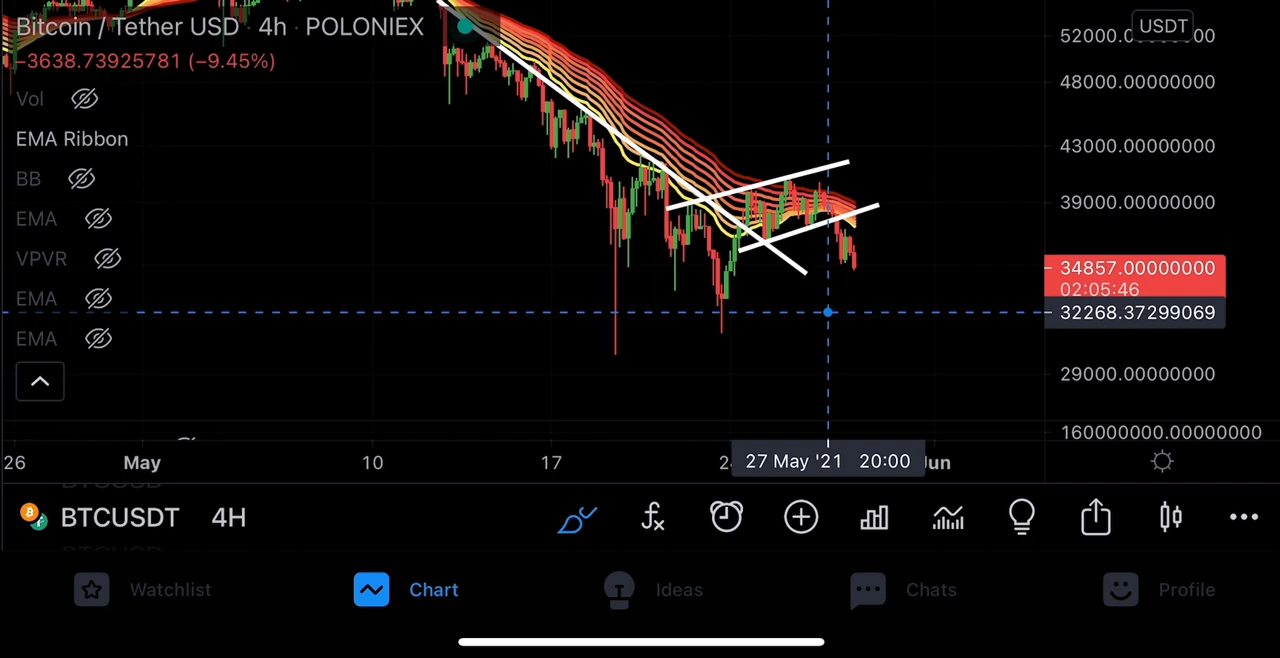 Bitcoin / Tether USD · 4h · POLONIEX
USDT
52000.00000000
−3638.73925781 (−9.45%)
48000.00000000
Vol
EMA Ribbon
43000.00000000
BB
EMA
39000.00000000
VPVR
34857.00000000
02:05:46
EMA
32268.37299069
EMA
29000.00000000
160000000.00000000
26
May
10
17
27 May '21 20:00
Jun
BTCUSDT 4H
Watchlist
Chart
Ideas
Chats
Profile